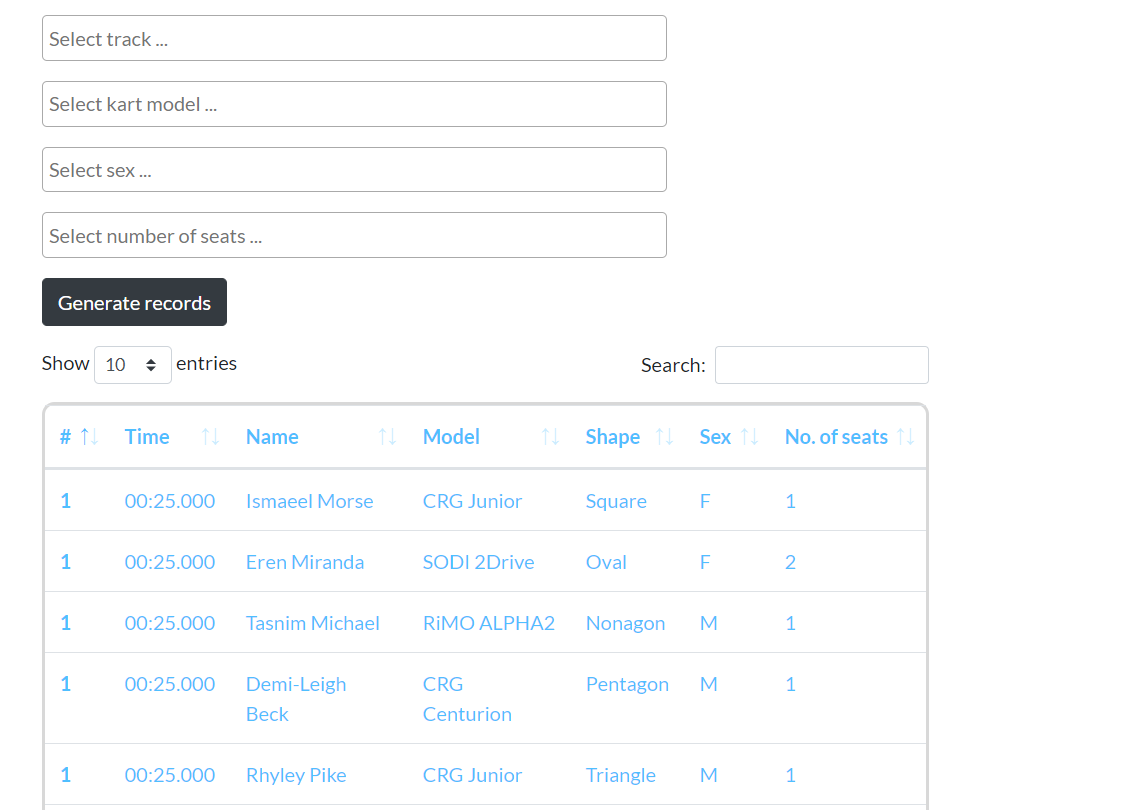 Select track ...
Select kart model ...
Select sex ...
Select number of seats ...
Generate records
Show 10 entries Search:
# Time Name Model Shape Sex No. of seats
1 00:25.000 Ismaeel Morse CRG Junior Square F 1
1 00:25.000 Eren Miranda SODI 2Drive Oval F 2
1 00:25.000 Tasnim Michael RiMO ALPHA2 Nonagon M 1
1 00:25.000 Demi-Leigh CRG Pentagon M 1
Beck Centurion
1 00:25.000 Rhyley Pike CRG Junior Triangle M 1